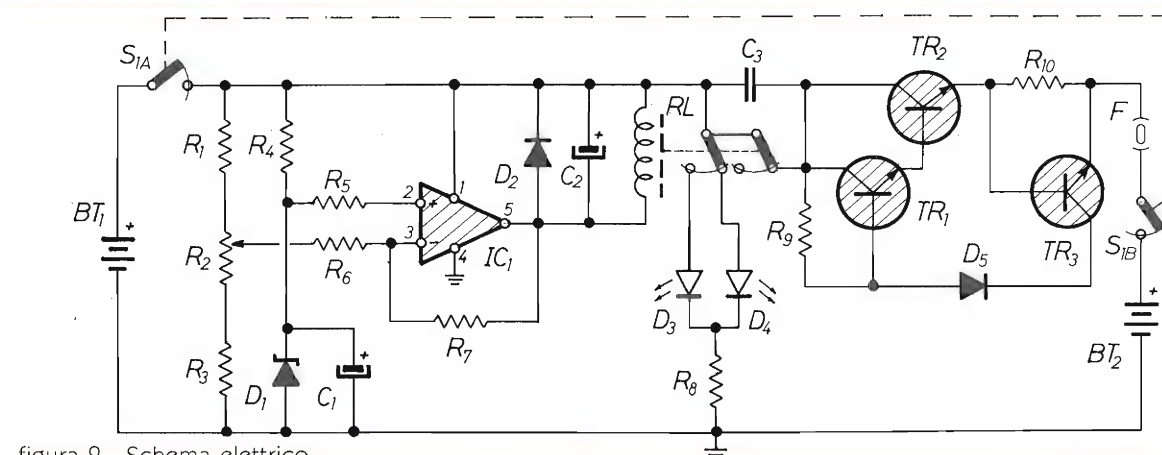 S1A
C3
TR2
R10
R1
R4
RL
F
R5
2
+
1
D2
+
C2
BT1
+
5
TR1
R2
3
-
4
IC1
R9
TR3
S1B
R6
D5
+
R7
D3
D4
BT2
R3
D1
+
C1
R8
figura 9 - Schema elettrico